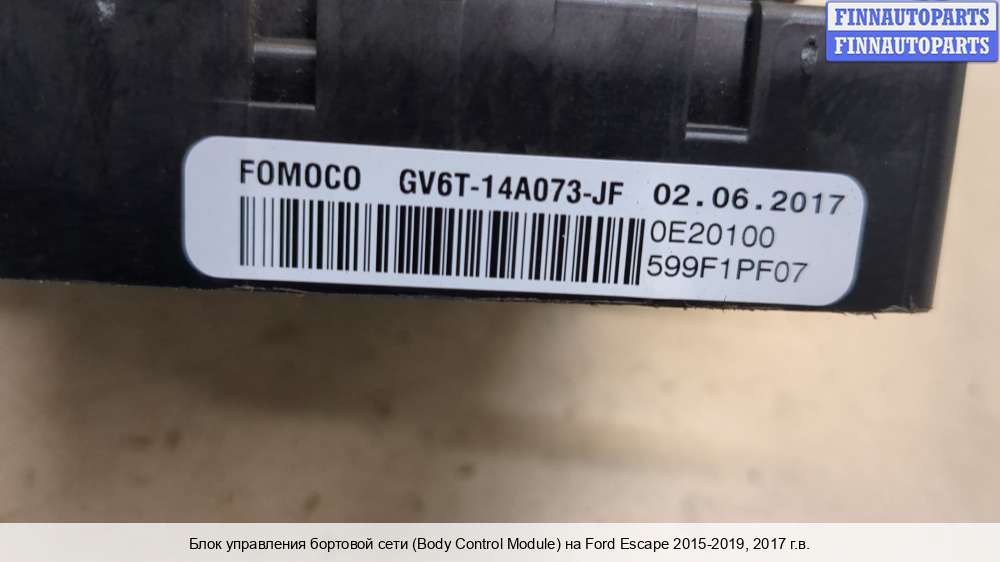 FINNAUTOPARTS
FINNAUTOPARTS
FOMOCO GV6T-14A073-JF 02.06.2017
0E20100
599F1PF07
Блок управления бортовой сети (Body Control Module) на Ford Escape 2015-2019, 2017 г.в.